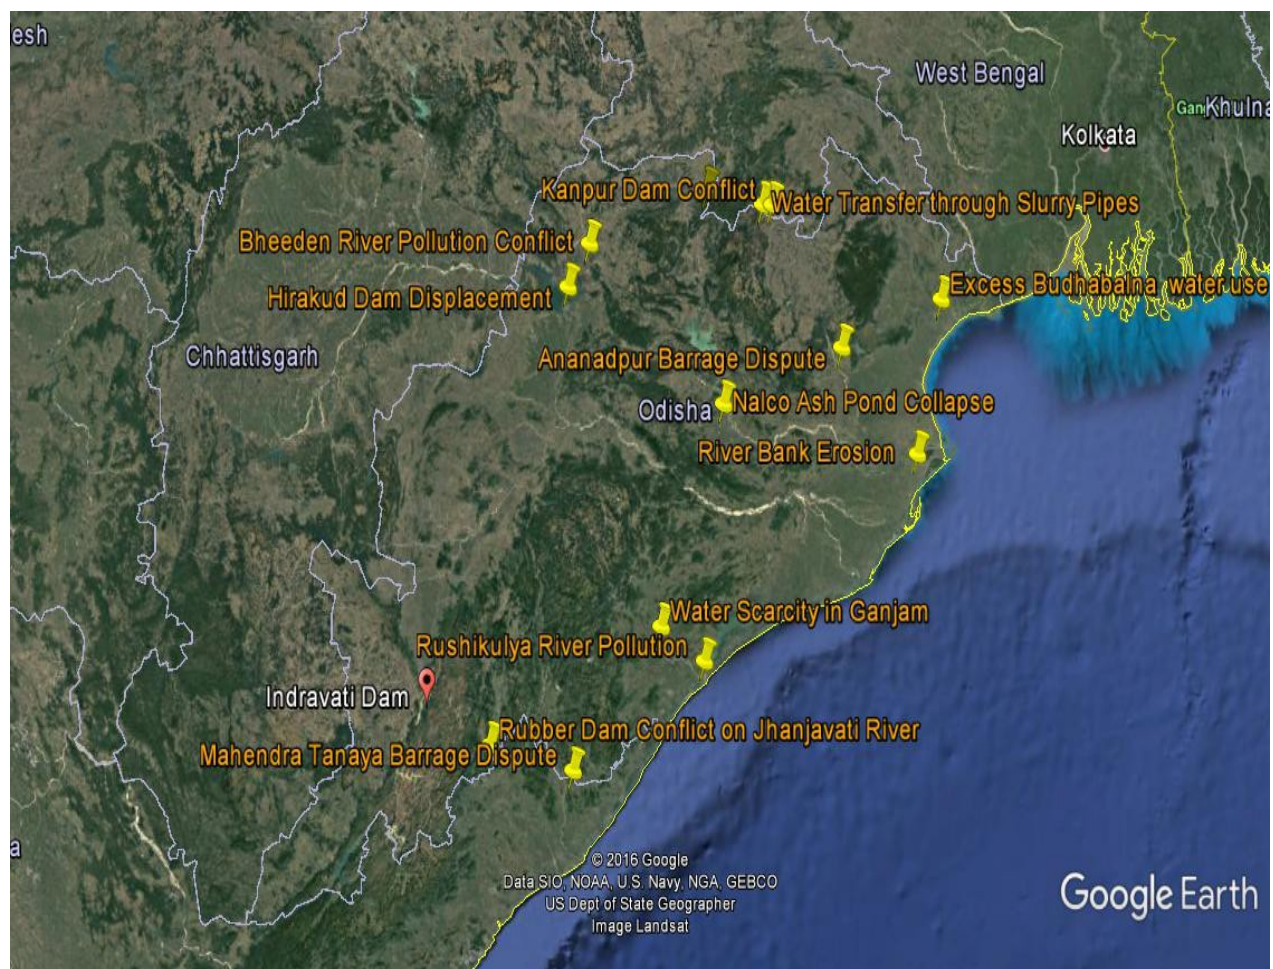 esh
West Bengal
Khulna
Kolkata
Kanpur Dam Conflict
Water Transfer through Slurry Pipes
Bheeden River Pollution Conflict
Hirakud Dam Displacement
Excess Budhabalna water use
Chhattisgarh
Ananadpur Barrage Dispute
Odisha
Nalco Ash Pond Collapse
River Bank Erosion
Water Scarcity in Ganjam
Rushikulya River Pollution
Indravati Dam
Rubber Dam Conflict on Jhanjavati River
Mahendra Tanaya Barrage Dispute
a
© 2016 Google
Data SIO, NOAA, U.S. Navy, NGA, GEBCO
US Dept of State Geographer
Image Landsat
Google Earth